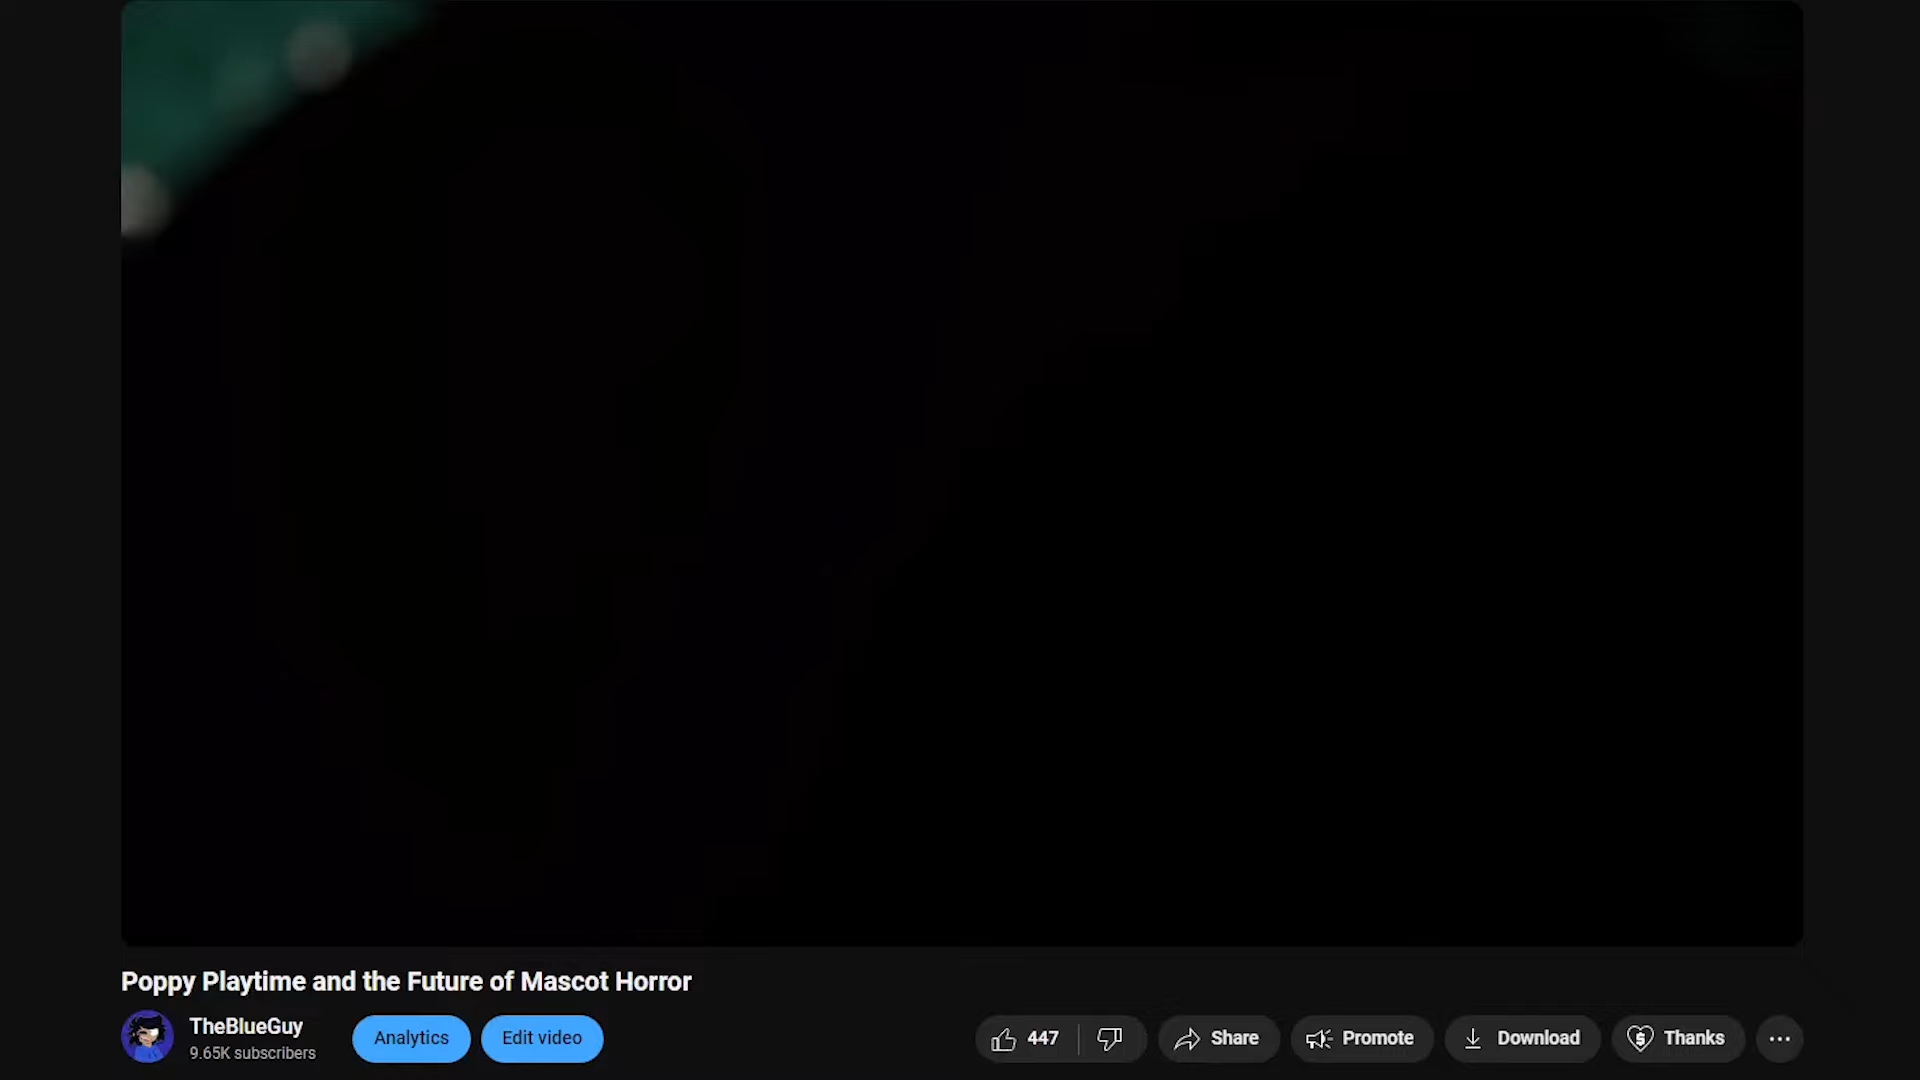 Poppy Playtime and the Future of Mascot Horror
TheBlueGuy
9.65K subscribers
Analytics
Edit video
447
Share
Promote
Download
Thanks